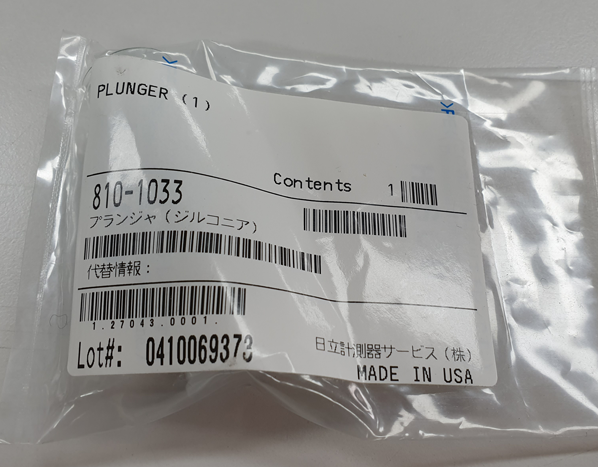 PLUNGER (1)
Contents 1
810-1033
プランジャ(ジルコニア)
代替情報:
1.27043.0001.
Lot#: 0410069373
日立計測器サービス(株)
MADE IN USA